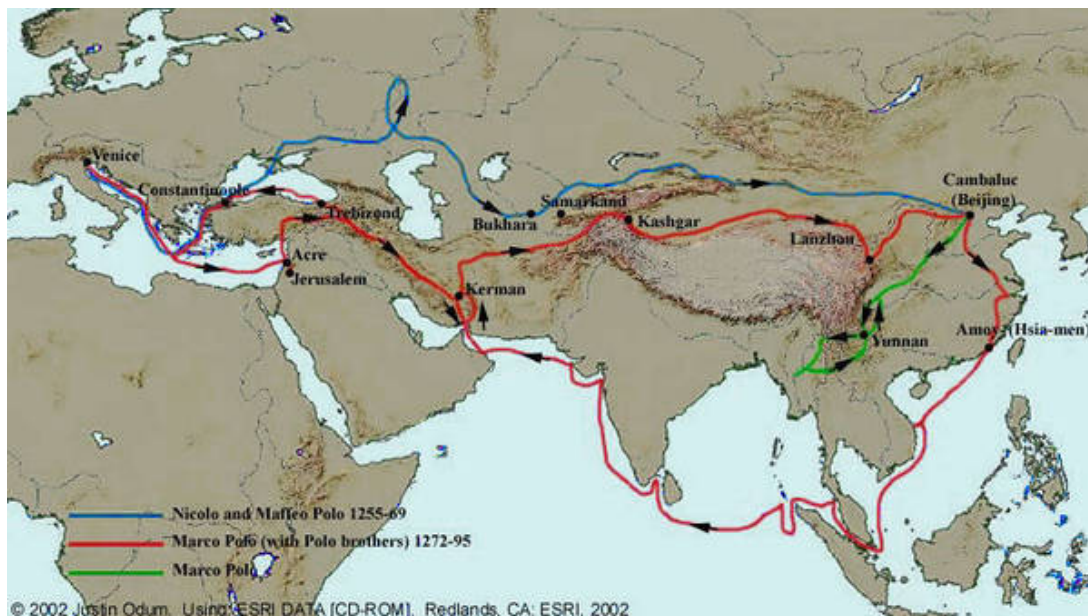 Venice
Constantinople
Trebizond
Bukhara
Samarkand
Kashgar
Cambaluc
(Beijing)
Lanzhou
Acre
Jerusalem
Kerman
Yunnan
Amoy (Hsia-men)
Nicolo and Maffeo Polo 1255-69
Marco Polo (with Polo brothers) 1272-95
Marco Polo
© 2002 Justin Odum. Using: ESRI DATA [CD-ROM]. Redlands, CA: ESRI, 2002